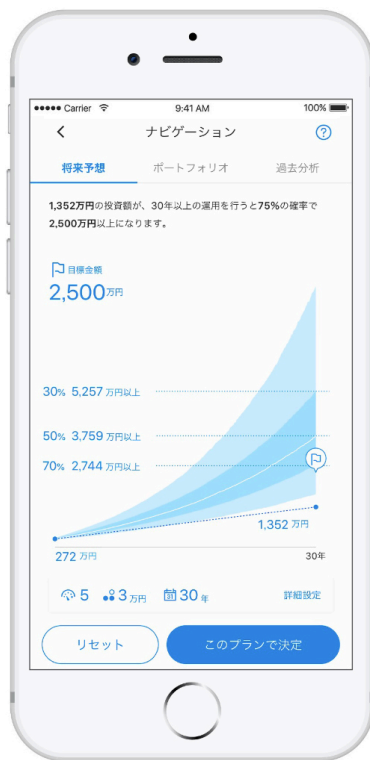 ●●●●● Carrier 9:41 AM 100%
ナビゲーション ?
将来予想 ポートフォリオ 過去分析
1,352万円の投資額が、30年以上の運用を行うと75%の確率で
2,500万円以上になります。
目標金額
2,500万円
30% 5,257 万円以上
50% 3,759 万円以上
70% 2,744 万円以上
1,352 万円
272 万円 30年
5 3万円 31 30年 詳細設定
リセット このプランで決定